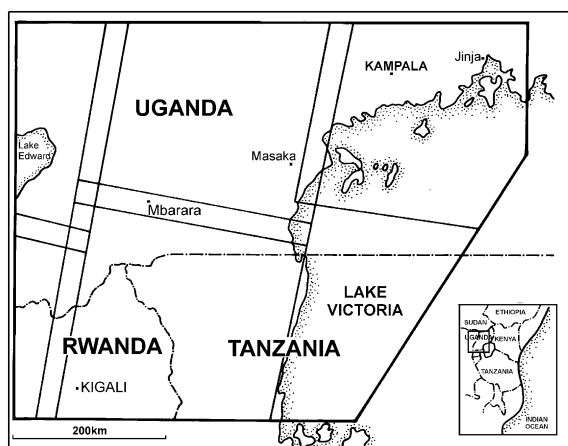 Jinja
KAMPALA
UGANDA
Lake
Edward
Masaka
Mbarara
LAKE
VICTORIA
RWANDA
TANZANIA
KIGALI
200km
ETHIOPIA
SUDAN
UGANDA
KENYA
TANZANIA
INDIAN
OCEAN